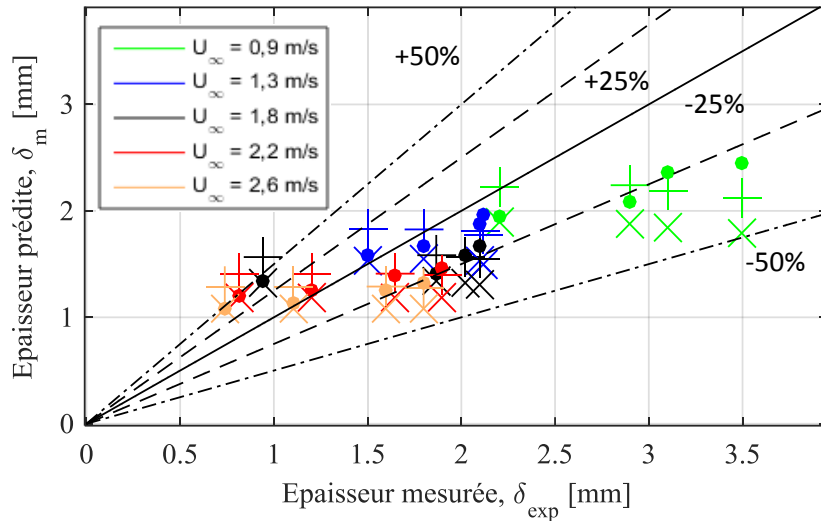 U∞ = 0,9 m/s
U∞ = 1,3 m/s
U∞ = 1,8 m/s
U∞ = 2,2 m/s
U∞ = 2,6 m/s
+50%
+25%
-25%
-50%
Epaisseur prédite, δm [mm]
3
2
1
0
0 0.5 1 1.5 2 2.5 3 3.5
Epaisseur mesurée, δexp [mm]